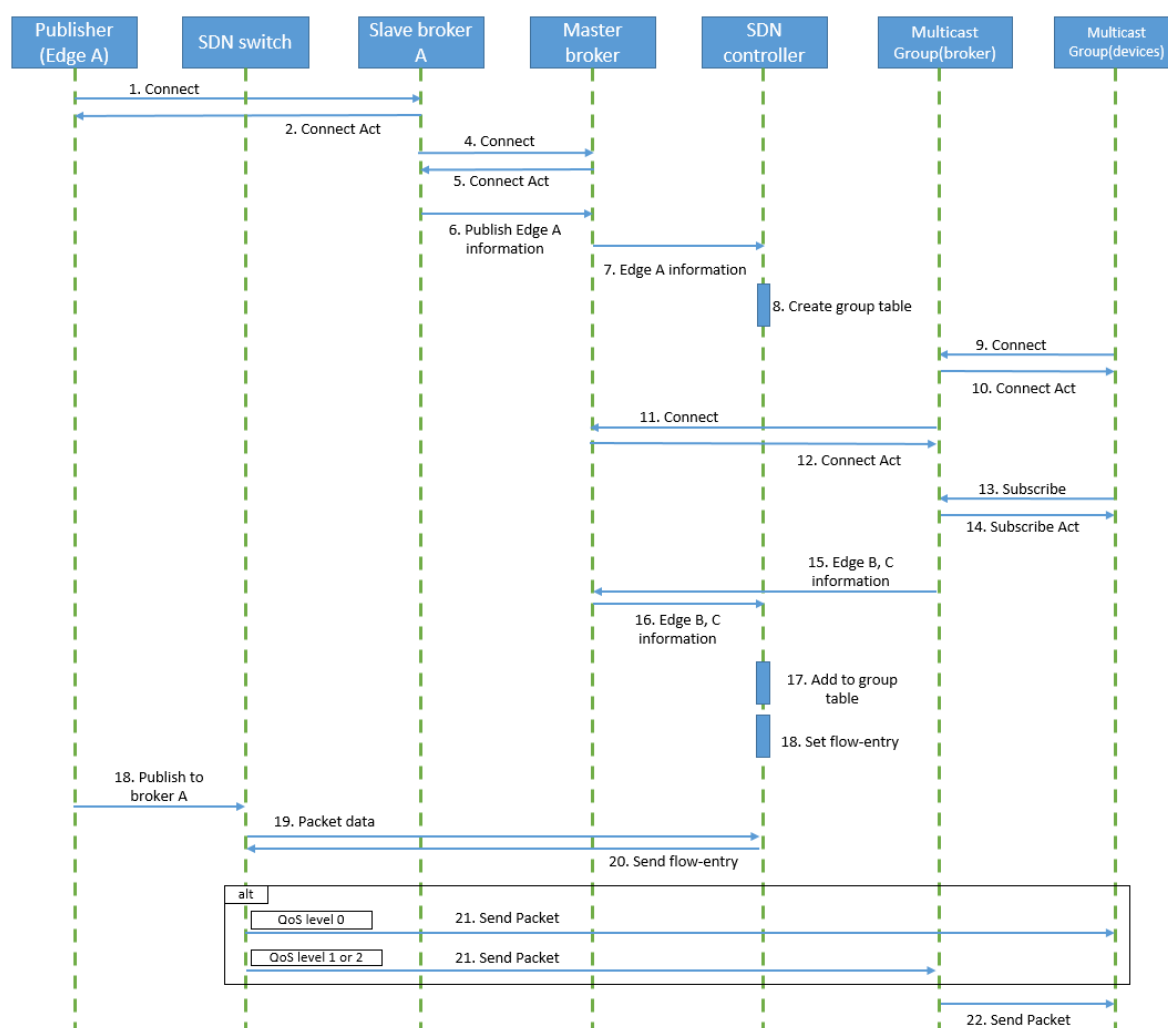 Publisher
(Edge A)
SDN switch
Slave broker
A
Master
broker
SDN
controller
Multicast
Group(broker)
Multicast
Group(devices)
1. Connect
2. Connect Act
4. Connect
5. Connect Act
6. Publish Edge A
information
7. Edge A information
8. Create group table
9. Connect
10. Connect Act
11. Connect
12. Connect Act
13. Subscribe
14. Subscribe Act
15. Edge B, C
information
16. Edge B, C
information
17. Add to group
table
18. Set flow-entry
18. Publish to
broker A
19. Packet data
20. Send flow-entry
alt
QoS level 0
21. Send Packet
QoS level 1 or 2
21. Send Packet
22. Send Packet